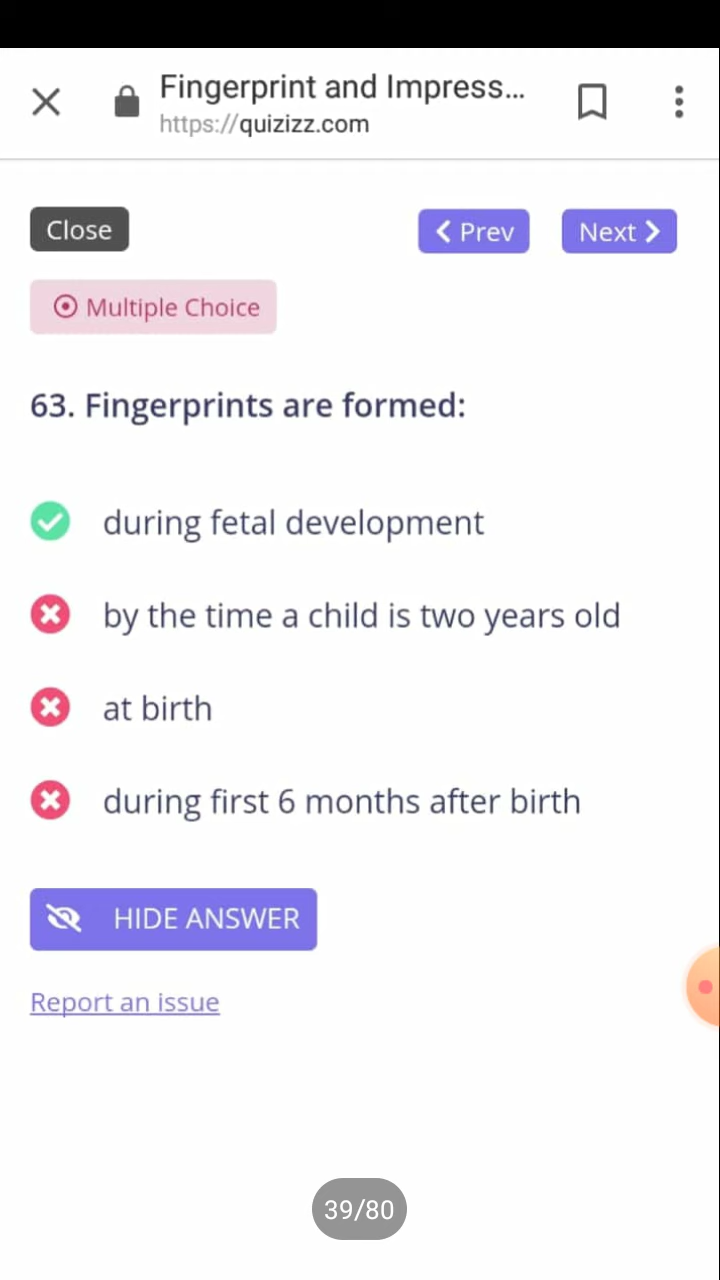 Fingerprint and Impress...
https://quizizz.com
Close
Prev
Next
Multiple Choice
63. Fingerprints are formed:
during fetal development
by the time a child is two years old
at birth
during first 6 months after birth
HIDE ANSWER
Report an issue
39/80